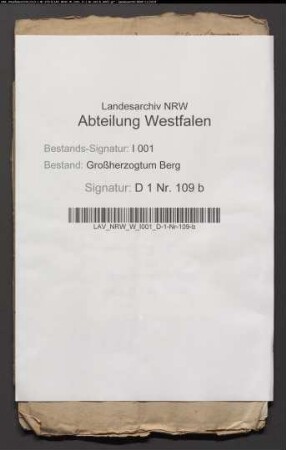 Landesarchiv NRW
Abteilung Westfalen
Bestands-Signatur: I 001
Bestand: Großherzogtum Berg
Signatur: D 1 Nr. 109 b
LAV_NRW_W_I001_D-1-Nr-109-b